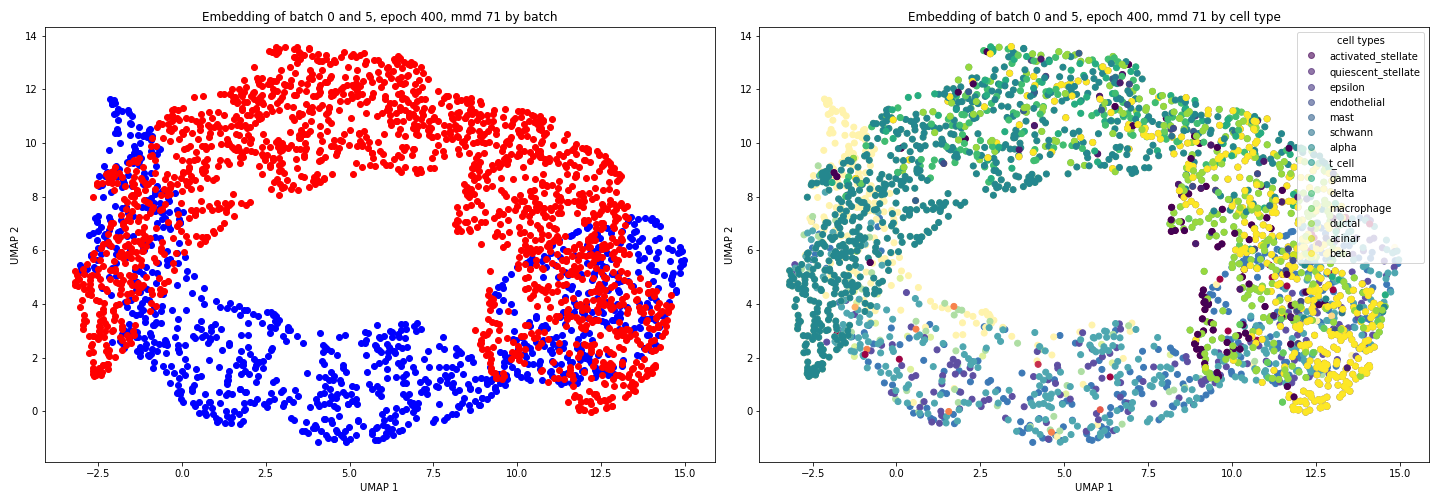 Embedding of batch 0 and 5, epoch 400, mmd 71 by batch
14
12
10
8
6
4
2
0
UMAP 2
-2.5
0.0
2.5
5.0
7.5
10.0
12.5
15.0
UMAP 1
Embedding of batch 0 and 5, epoch 400, mmd 71 by cell type
14
12
10
8
6
4
2
0
UMAP 2
-2.5
0.0
2.5
5.0
7.5
10.0
12.5
15.0
UMAP 1
cell types
activated_stellate
quiescent_stellate
epsilon
endothelial
mast
schwann
alpha
t_cell
gamma
delta
macrophage
ductal
acinar
beta